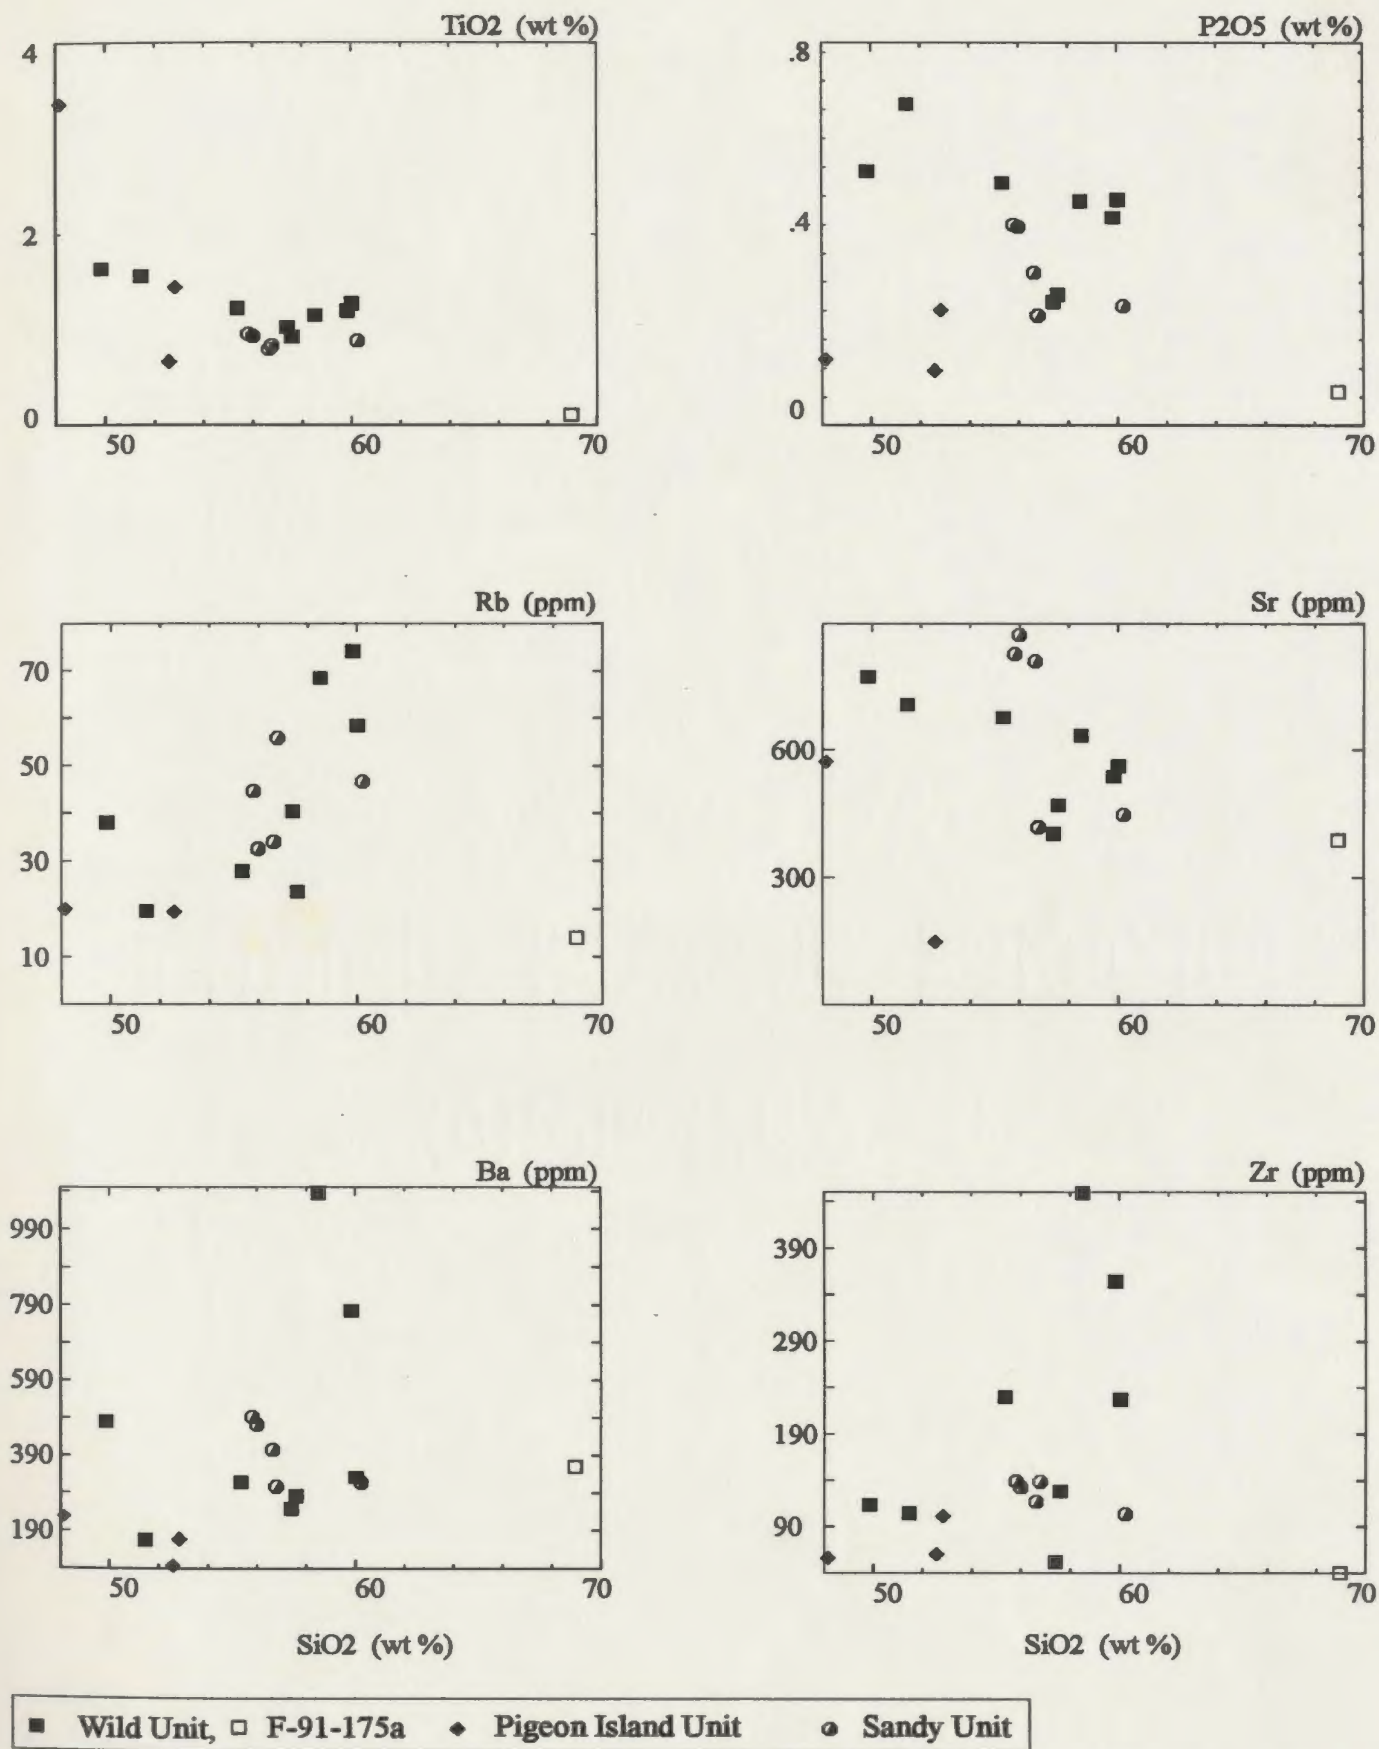 TiO2 (wt %)
4
2
0
50 60 70
P2O5 (wt %)
.8
.4
0
50 60 70
Rb (ppm)
70
50
30
10
50 60 70
Sr (ppm)
600
300
50 60 70
Ba (ppm)
990
790
590
390
190
50 60 70
SiO2 (wt %)
Zr (ppm)
390
290
190
90
50 60 70
SiO2 (wt %)
Wild Unit, F-91-175a Pigeon Island Unit Sandy Unit